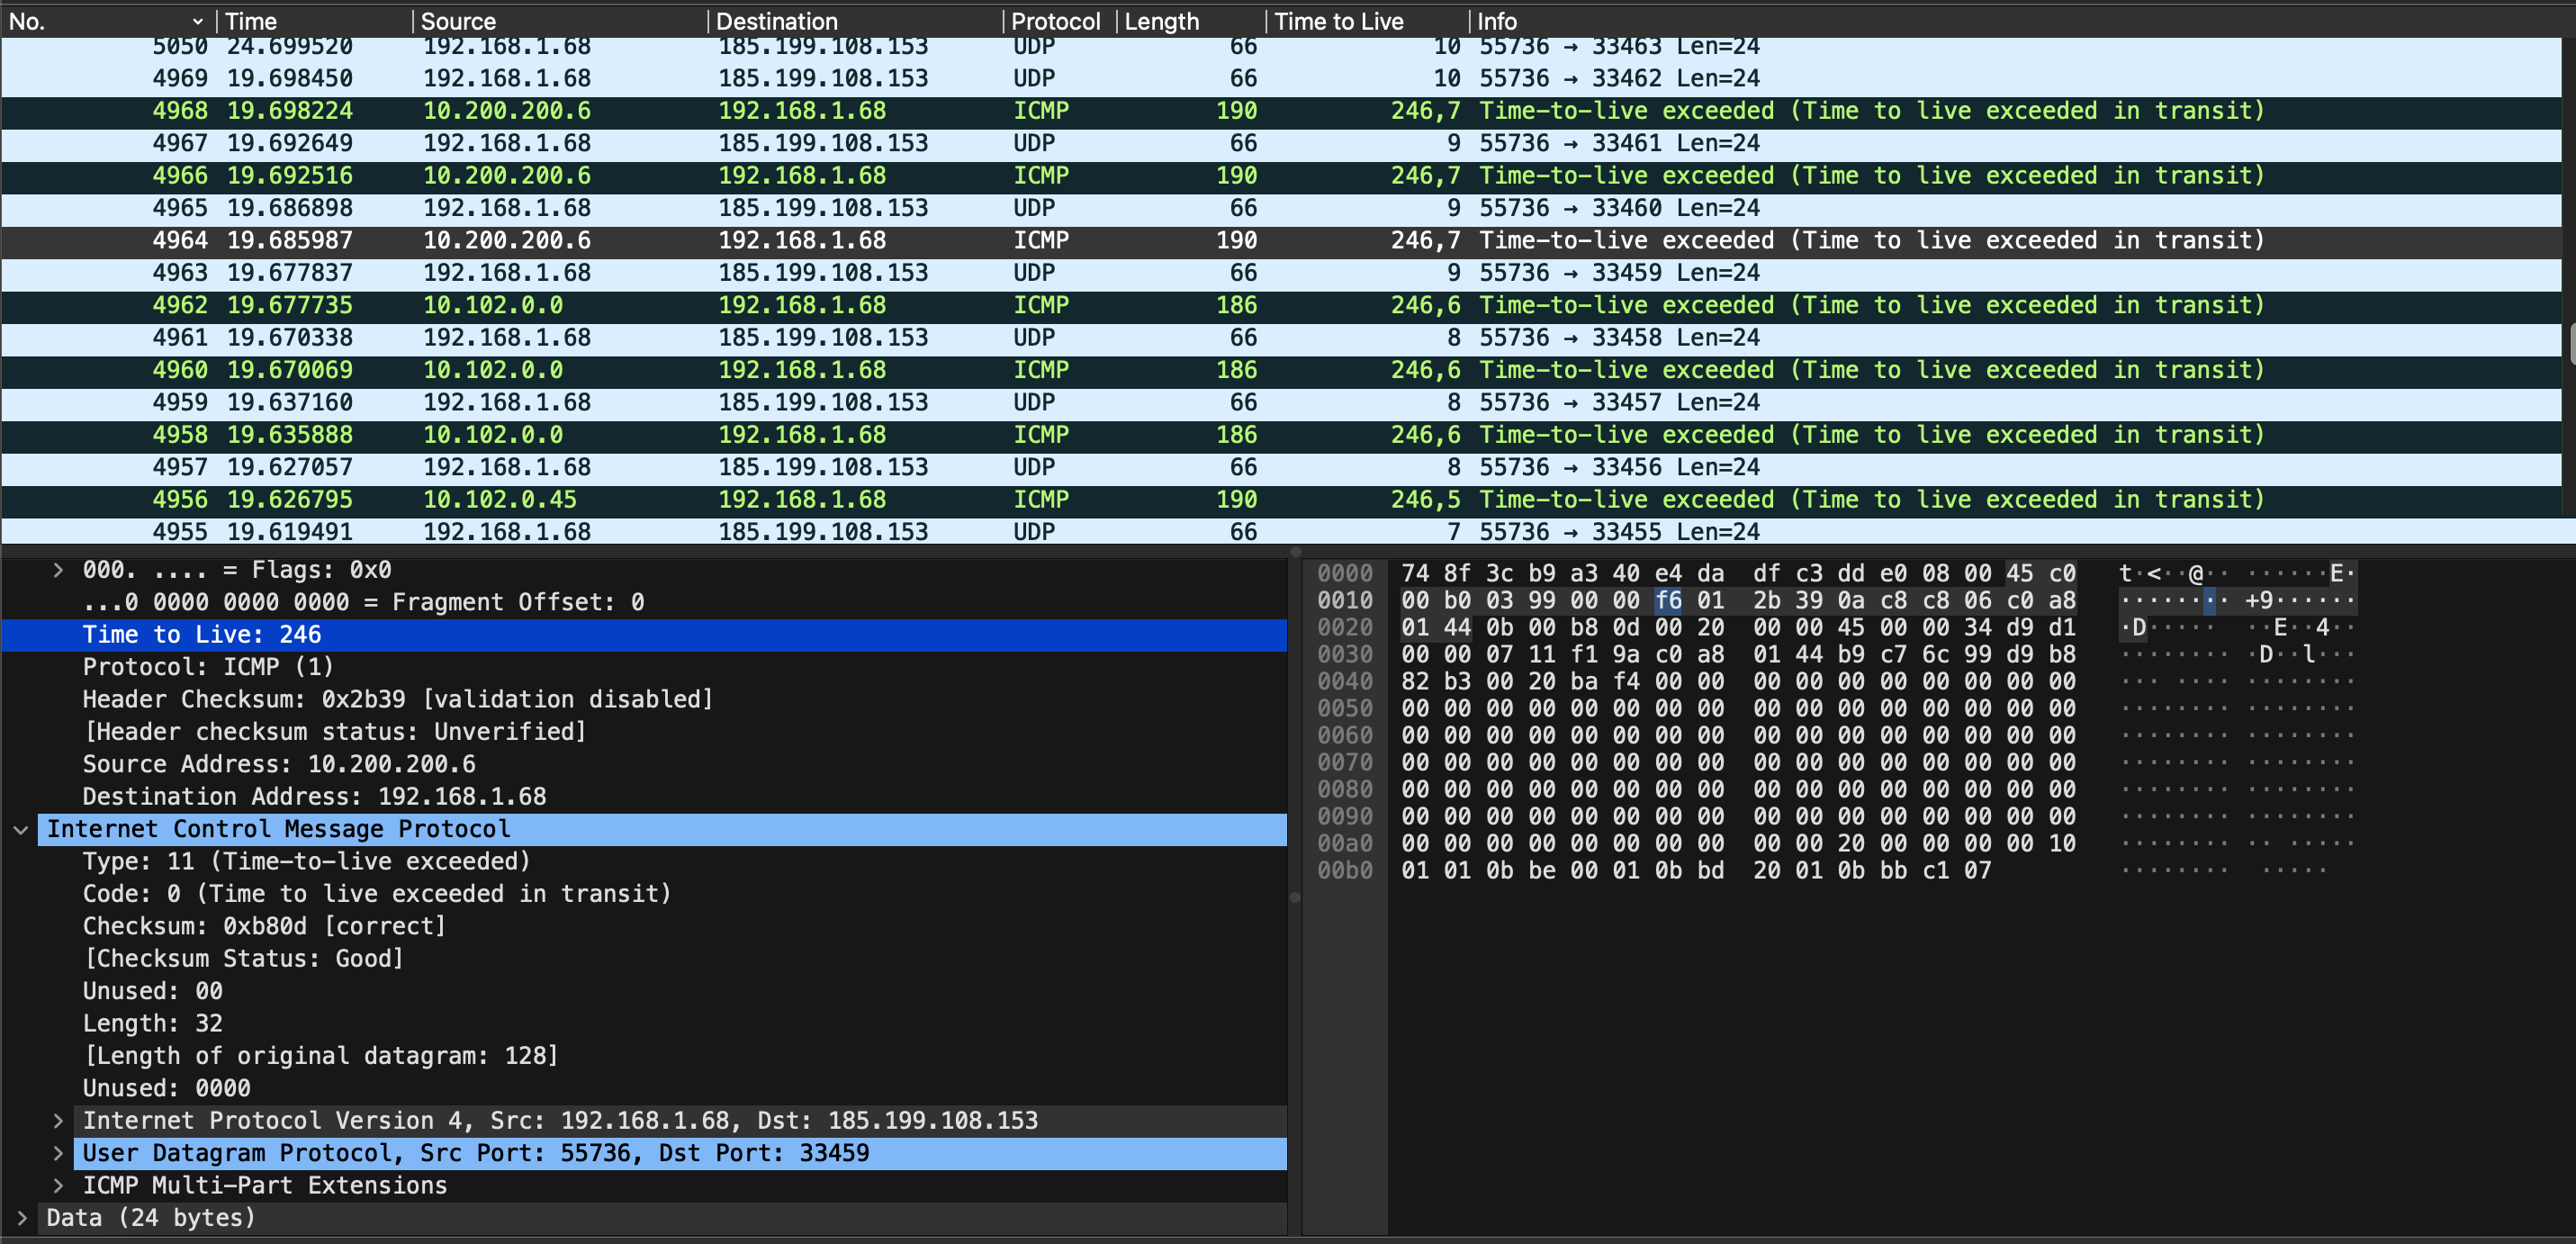 No. Time Source Destination Protocol Length Time to Live Info
5050 24.699520 192.168.1.68 185.199.108.153 UDP 66 10 55736 → 33463 Len=24
4969 19.698450 192.168.1.68 185.199.108.153 UDP 66 10 55736 → 33462 Len=24
4968 19.698224 10.200.200.6 192.168.1.68 ICMP 190 246,7 Time-to-live exceeded (Time to live exceeded in transit)
4967 19.692649 192.168.1.68 185.199.108.153 UDP 66 9 55736 → 33461 Len=24
4966 19.692516 10.200.200.6 192.168.1.68 ICMP 190 246,7 Time-to-live exceeded (Time to live exceeded in transit)
4965 19.686898 192.168.1.68 185.199.108.153 UDP 66 9 55736 → 33460 Len=24
4964 19.685987 10.200.200.6 192.168.1.68 ICMP 190 246,7 Time-to-live exceeded (Time to live exceeded in transit)
4963 19.677837 192.168.1.68 185.199.108.153 UDP 66 9 55736 → 33459 Len=24
4962 19.677735 10.102.0.0 192.168.1.68 ICMP 186 246,6 Time-to-live exceeded (Time to live exceeded in transit)
4961 19.670338 192.168.1.68 185.199.108.153 UDP 66 8 55736 → 33458 Len=24
4960 19.670069 10.102.0.0 192.168.1.68 ICMP 186 246,6 Time-to-live exceeded (Time to live exceeded in transit)
4959 19.637160 192.168.1.68 185.199.108.153 UDP 66 8 55736 → 33457 Len=24
4958 19.635888 10.102.0.0 192.168.1.68 ICMP 186 246,6 Time-to-live exceeded (Time to live exceeded in transit)
4957 19.627057 192.168.1.68 185.199.108.153 UDP 66 8 55736 → 33456 Len=24
4956 19.626795 10.102.0.45 192.168.1.68 ICMP 190 246,5 Time-to-live exceeded (Time to live exceeded in transit)
4955 19.619491 192.168.1.68 185.199.108.153 UDP 66 7 55736 → 33455 Len=24
000. .... = Flags: 0x0
...0 0000 0000 0000 = Fragment Offset: 0
Time to Live: 246
Protocol: ICMP (1)
Header Checksum: 0x2b39 [validation disabled]
[Header checksum status: Unverified]
Source Address: 10.200.200.6
Destination Address: 192.168.1.68
Internet Control Message Protocol
Type: 11 (Time-to-live exceeded)
Code: 0 (Time to live exceeded in transit)
Checksum: 0xb80d [correct]
[Checksum Status: Good]
Unused: 00
Length: 32
[Length of original datagram: 128]
Unused: 0000
Internet Protocol Version 4, Src: 192.168.1.68, Dst: 185.199.108.153
User Datagram Protocol, Src Port: 55736, Dst Port: 33459
ICMP Multi-Part Extensions
Data (24 bytes)
0000 74 8f 3c b9 a3 40 e4 da df c3 dd e0 08 00 45 c0 t·<··@·· ······E·
0010 00 b0 03 99 00 00 f6 01 2b 39 0a c8 c8 06 c0 a8 ········ +9······
0020 01 44 0b 00 b8 0d 00 20 00 00 45 00 00 34 d9 d1 ·D····· ··E··4··
0030 00 00 07 11 f1 9a c0 a8 01 44 b9 c7 6c 99 d9 b8 ········ ·D··l···
0040 82 b3 00 20 ba f4 00 00 00 00 00 00 00 00 00 00 ··· ···· ········
0050 00 00 00 00 00 00 00 00 00 00 00 00 00 00 00 00 ········ ········
0060 00 00 00 00 00 00 00 00 00 00 00 00 00 00 00 00 ········ ········
0070 00 00 00 00 00 00 00 00 00 00 00 00 00 00 00 00 ········ ········
0080 00 00 00 00 00 00 00 00 00 00 00 00 00 00 00 00 ········ ········
0090 00 00 00 00 00 00 00 00 00 00 00 00 00 00 00 00 ········ ········
00a0 00 00 00 00 00 00 00 00 00 00 20 00 00 00 00 10 ········ ·· ·····
00b0 01 01 0b be 00 01 0b bd 20 01 0b bb c1 07 ········ ·····